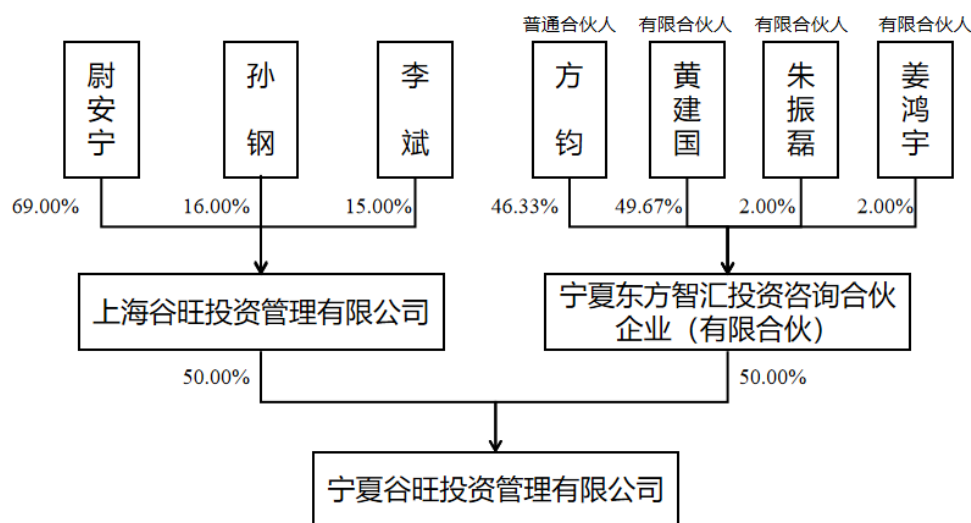 普通合伙人 有限合伙人 有限合伙人 有限合伙人
尉安宁 孙钢 李斌 方钧 黄建国 朱振磊 姜鸿宇
69.00% 16.00% 15.00% 46.33% 49.67% 2.00% 2.00%
上海谷旺投资管理有限公司
宁夏东方智汇投资咨询合伙
企业（有限合伙）
50.00% 50.00%
宁夏谷旺投资管理有限公司